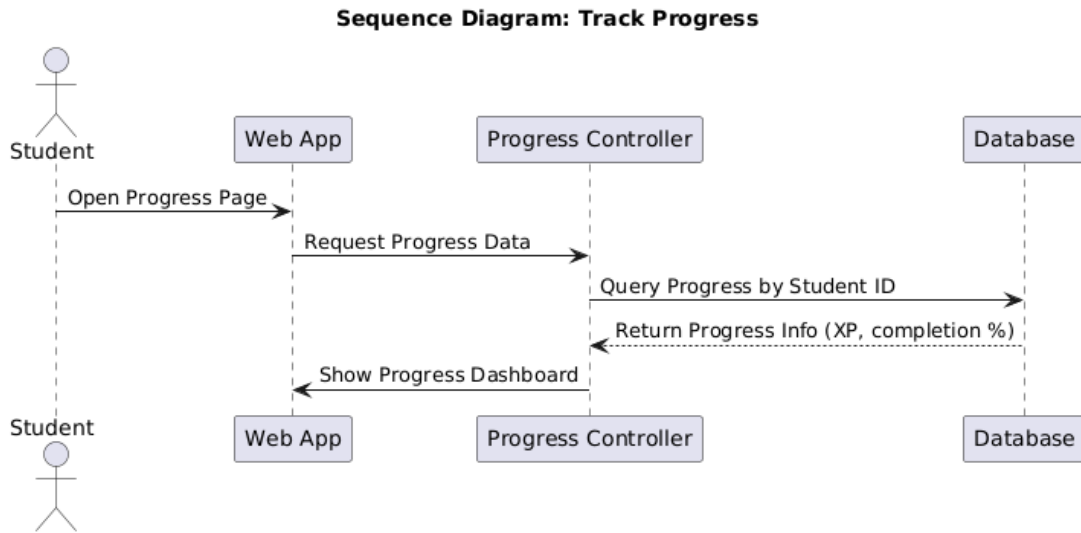 Sequence Diagram: Track Progress
Student
Web App
Progress Controller
Database
Open Progress Page
Request Progress Data
Query Progress by Student ID
Return Progress Info (XP, completion %)
Show Progress Dashboard
Student
Web App
Progress Controller
Database